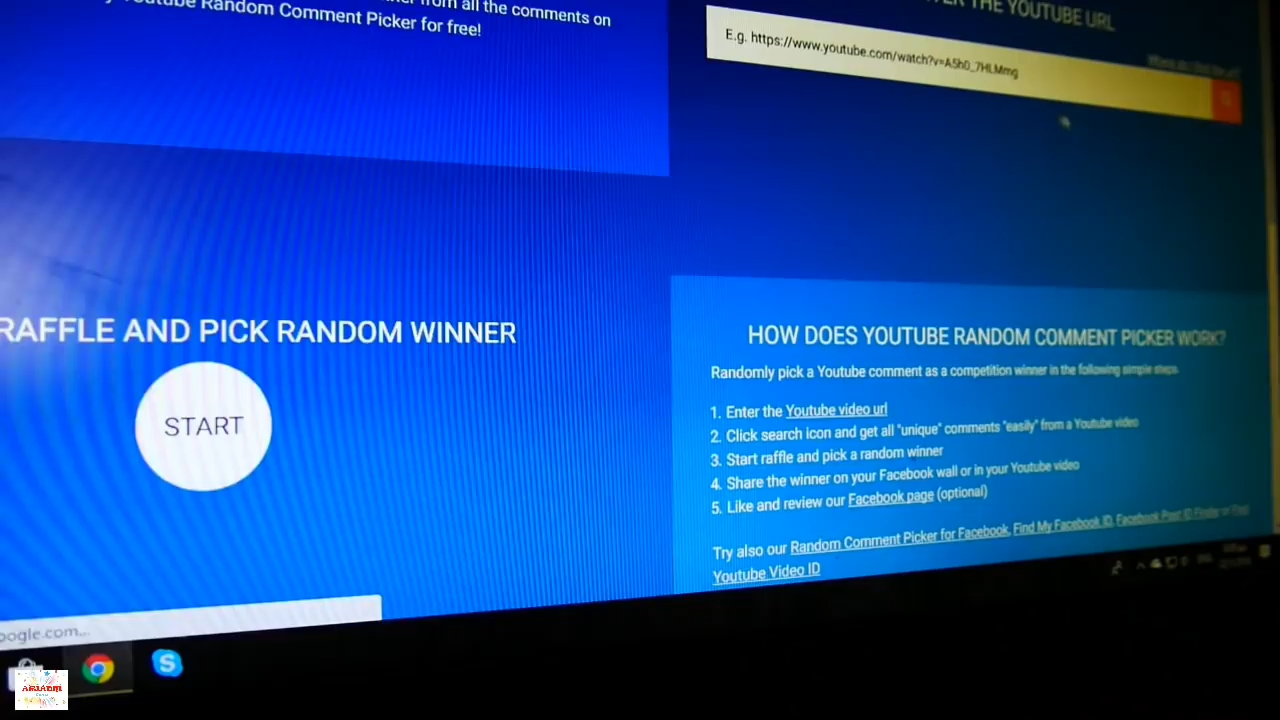 from all the comments on
Youtube Random Comment Picker for free!
THE YOUTUBE URL
E.g. https://www.youtube.com/watch?v=A5h0_7HLMmg
RAFFLE AND PICK RANDOM WINNER
START
HOW DOES YOUTUBE RANDOM COMMENT PICKER WORK?
Randomly pick a Youtube comment as a competition winner in the following simple steps.
1. Enter the Youtube video url
2. Click search icon and get all "unique" comments "easily" from a Youtube video
3. Start raffle and pick a random winner
4. Share the winner on your Facebook wall or in your Youtube video
5. Like and review our Facebook page (optional)
Try also our Random Comment Picker for Facebook, Find My Facebook ID, Facebook Post ID Finder or Find
Youtube Video ID
oogle.com...